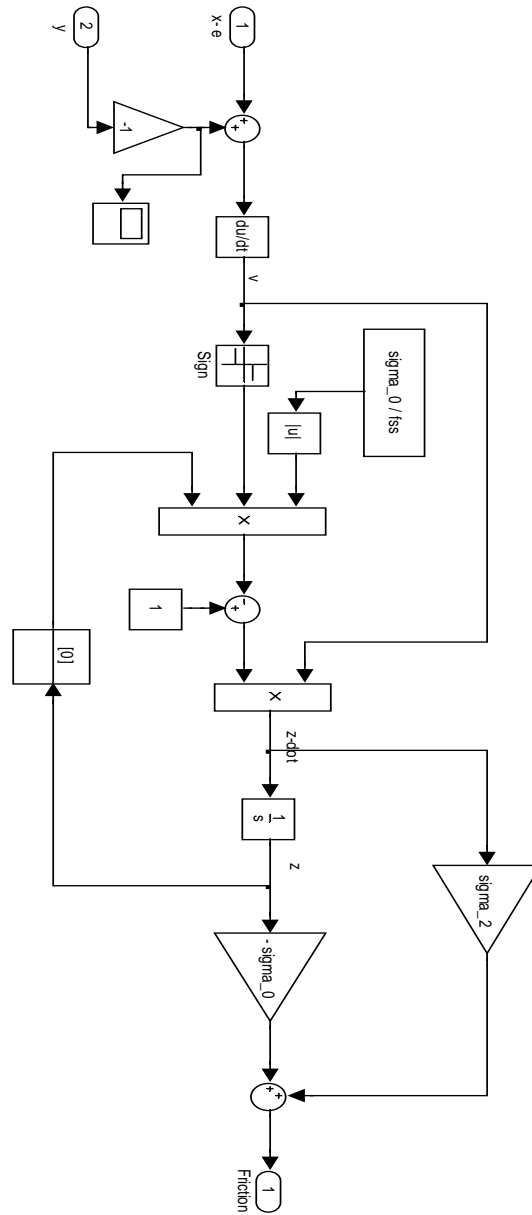 1
x- e
2
y
-1
+
+
du/dt
v
Sign
sigma_0 / fss
|u|
X
-
+
1
X
[0]
z-dot
1
s
z
sigma_2
- sigma_0
+
+
1
Friction